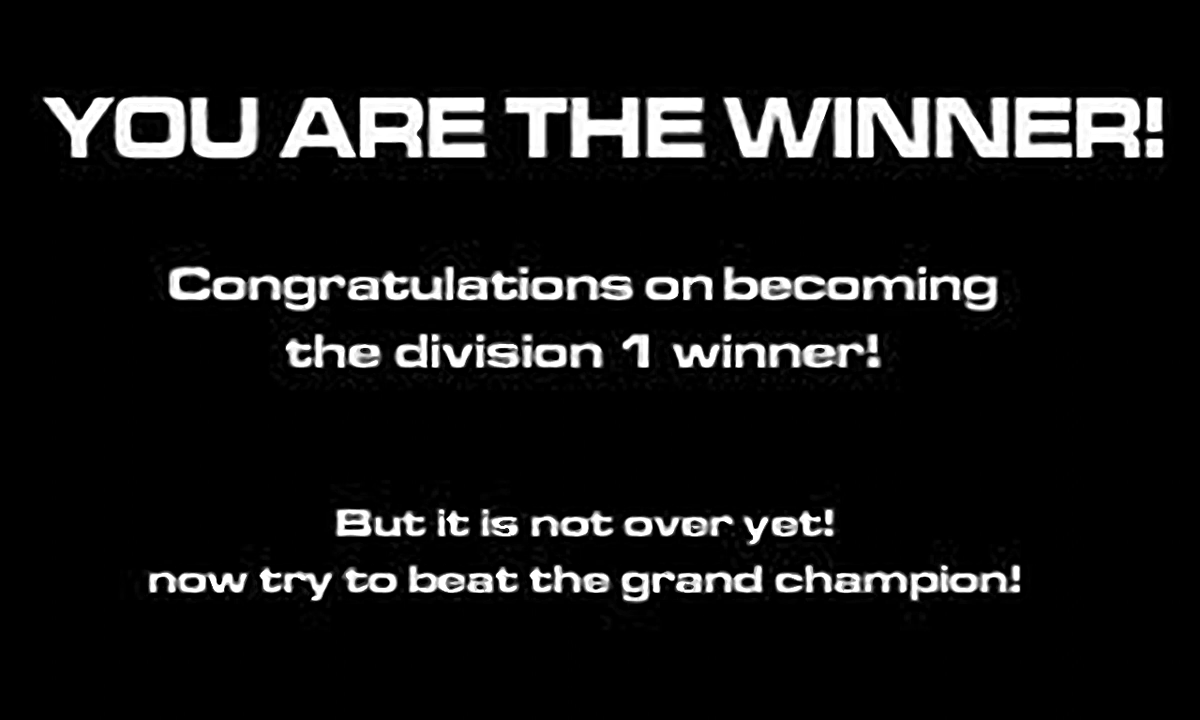 YOU ARE THE WINNER!
Congratulations on becoming
the division 1 winner!
But it is not over yet!
now try to beat the grand champion!